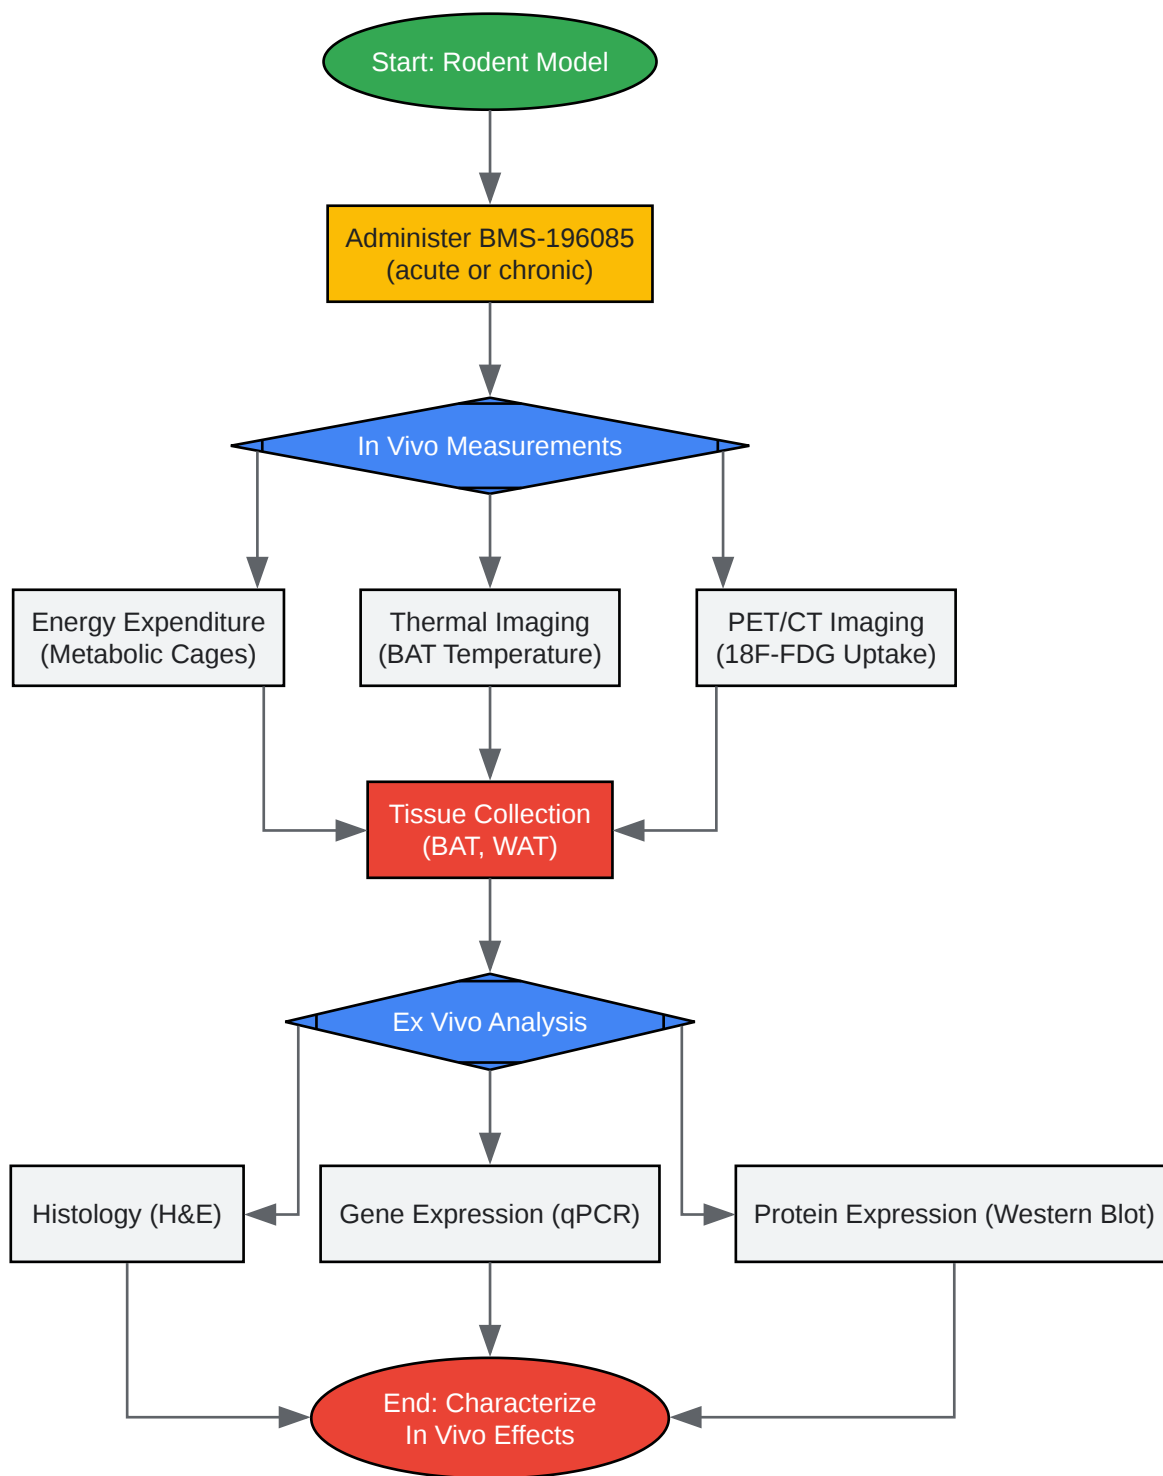 Start: Rodent Model
Administer BMS-196085
(acute or chronic)
In Vivo Measurements
Energy Expenditure
(Metabolic Cages)
Thermal Imaging
(BAT Temperature)
PET/CT Imaging
(18F-FDG Uptake)
Tissue Collection
(BAT, WAT)
Ex Vivo Analysis
Histology (H&E)
Gene Expression (qPCR)
Protein Expression (Western Blot)
End: Characterize
In Vivo Effects